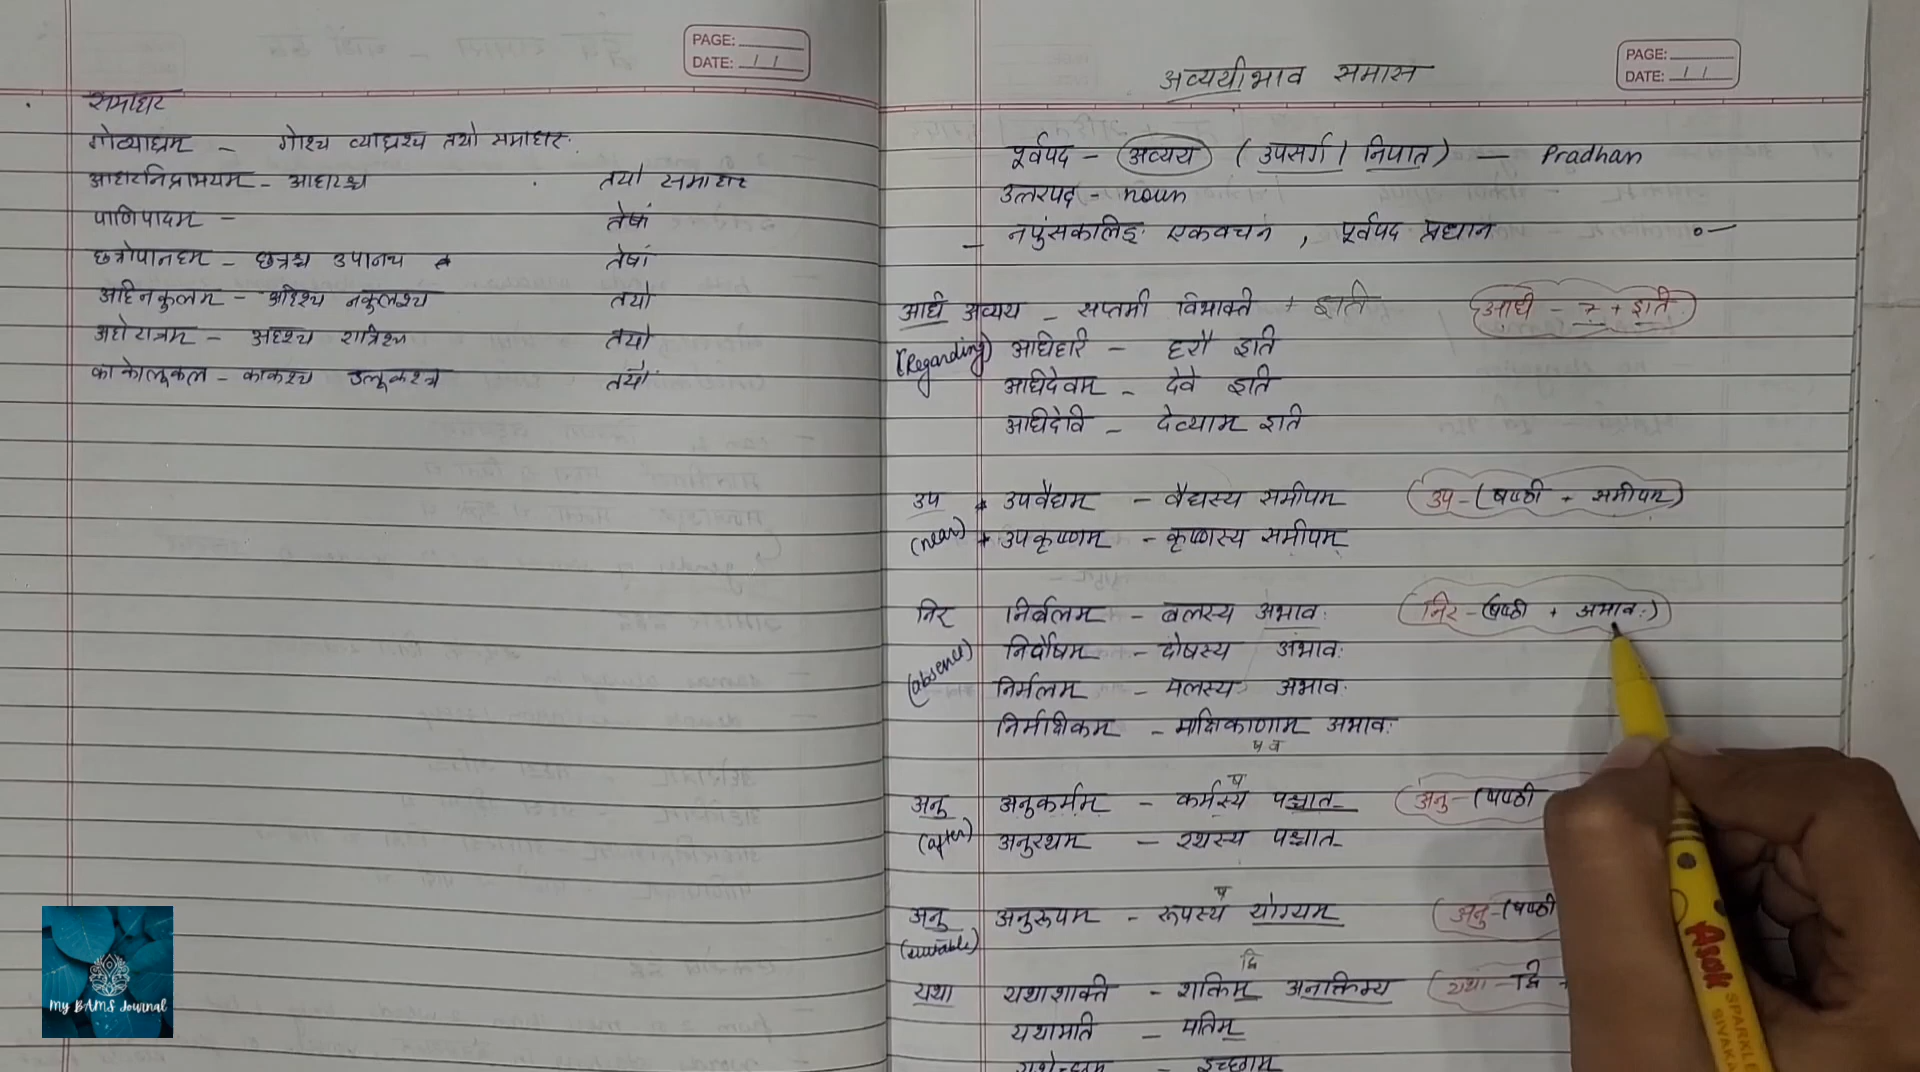 PAGE:
DATE: / /
समाहार
गोव्याघ्रम - गोश्च व्याघ्रश्च तयो समाहारः
आहारनिद्राभयम - आहारश्च तयो समाहार
पाणिपादम - तेषां
छत्रोपानहम - छत्रश्च उपानच तेषां
अहिनकुलम - अहिश्च नकुलश्च तयो
अहोरात्रम - अहश्च रात्रिश्च तयो
काकोलूकल - काकश्च उलूकश्च तयोः
My BAMS Journal
PAGE:
DATE: / /
अव्ययीभाव समास
पूर्वपद - अव्यय (उपसर्ग / निपात) - Pradhan
उत्तरपद - noun
- नपुंसकलिङ्ग एकवचनं, पूर्वपद प्रधान
अधि अव्यय - सप्तमी विभक्ति + इति (अधि - ७ + इति)
(Regarding) अधिहरि - हरौ इति
अधिदेवम - देवे इति
अधिदेवि - देव्याम इति
उप * उपवैद्यम - वैद्यस्य समीपम (उप - (षष्ठी + समीपम)
(near) * उपकृष्णम - कृष्णस्य समीपम्
निर निर्बलम - बलस्य अभावः (निर - (षष्ठी + अभावः)
(absence) निर्दोषम - दोषस्य अभावः
निर्मलम - मलस्य अभावः
निर्माक्षिकम - माक्षिकाणाम अभावः
ष व
अनु अनुकर्मम - कर्मस्य पश्चात (अनु - (षष्ठी
(after) अनुरथम - रथस्य पश्चात
अनु अनुरूपम - रूपस्य योग्यम (अनु - (षष्ठी
(suitable)
यथा यथाशक्ति - शक्तिम अनतिक्रम्य (यथा - द्वि +
यथामति - मतिम
इच्छाम